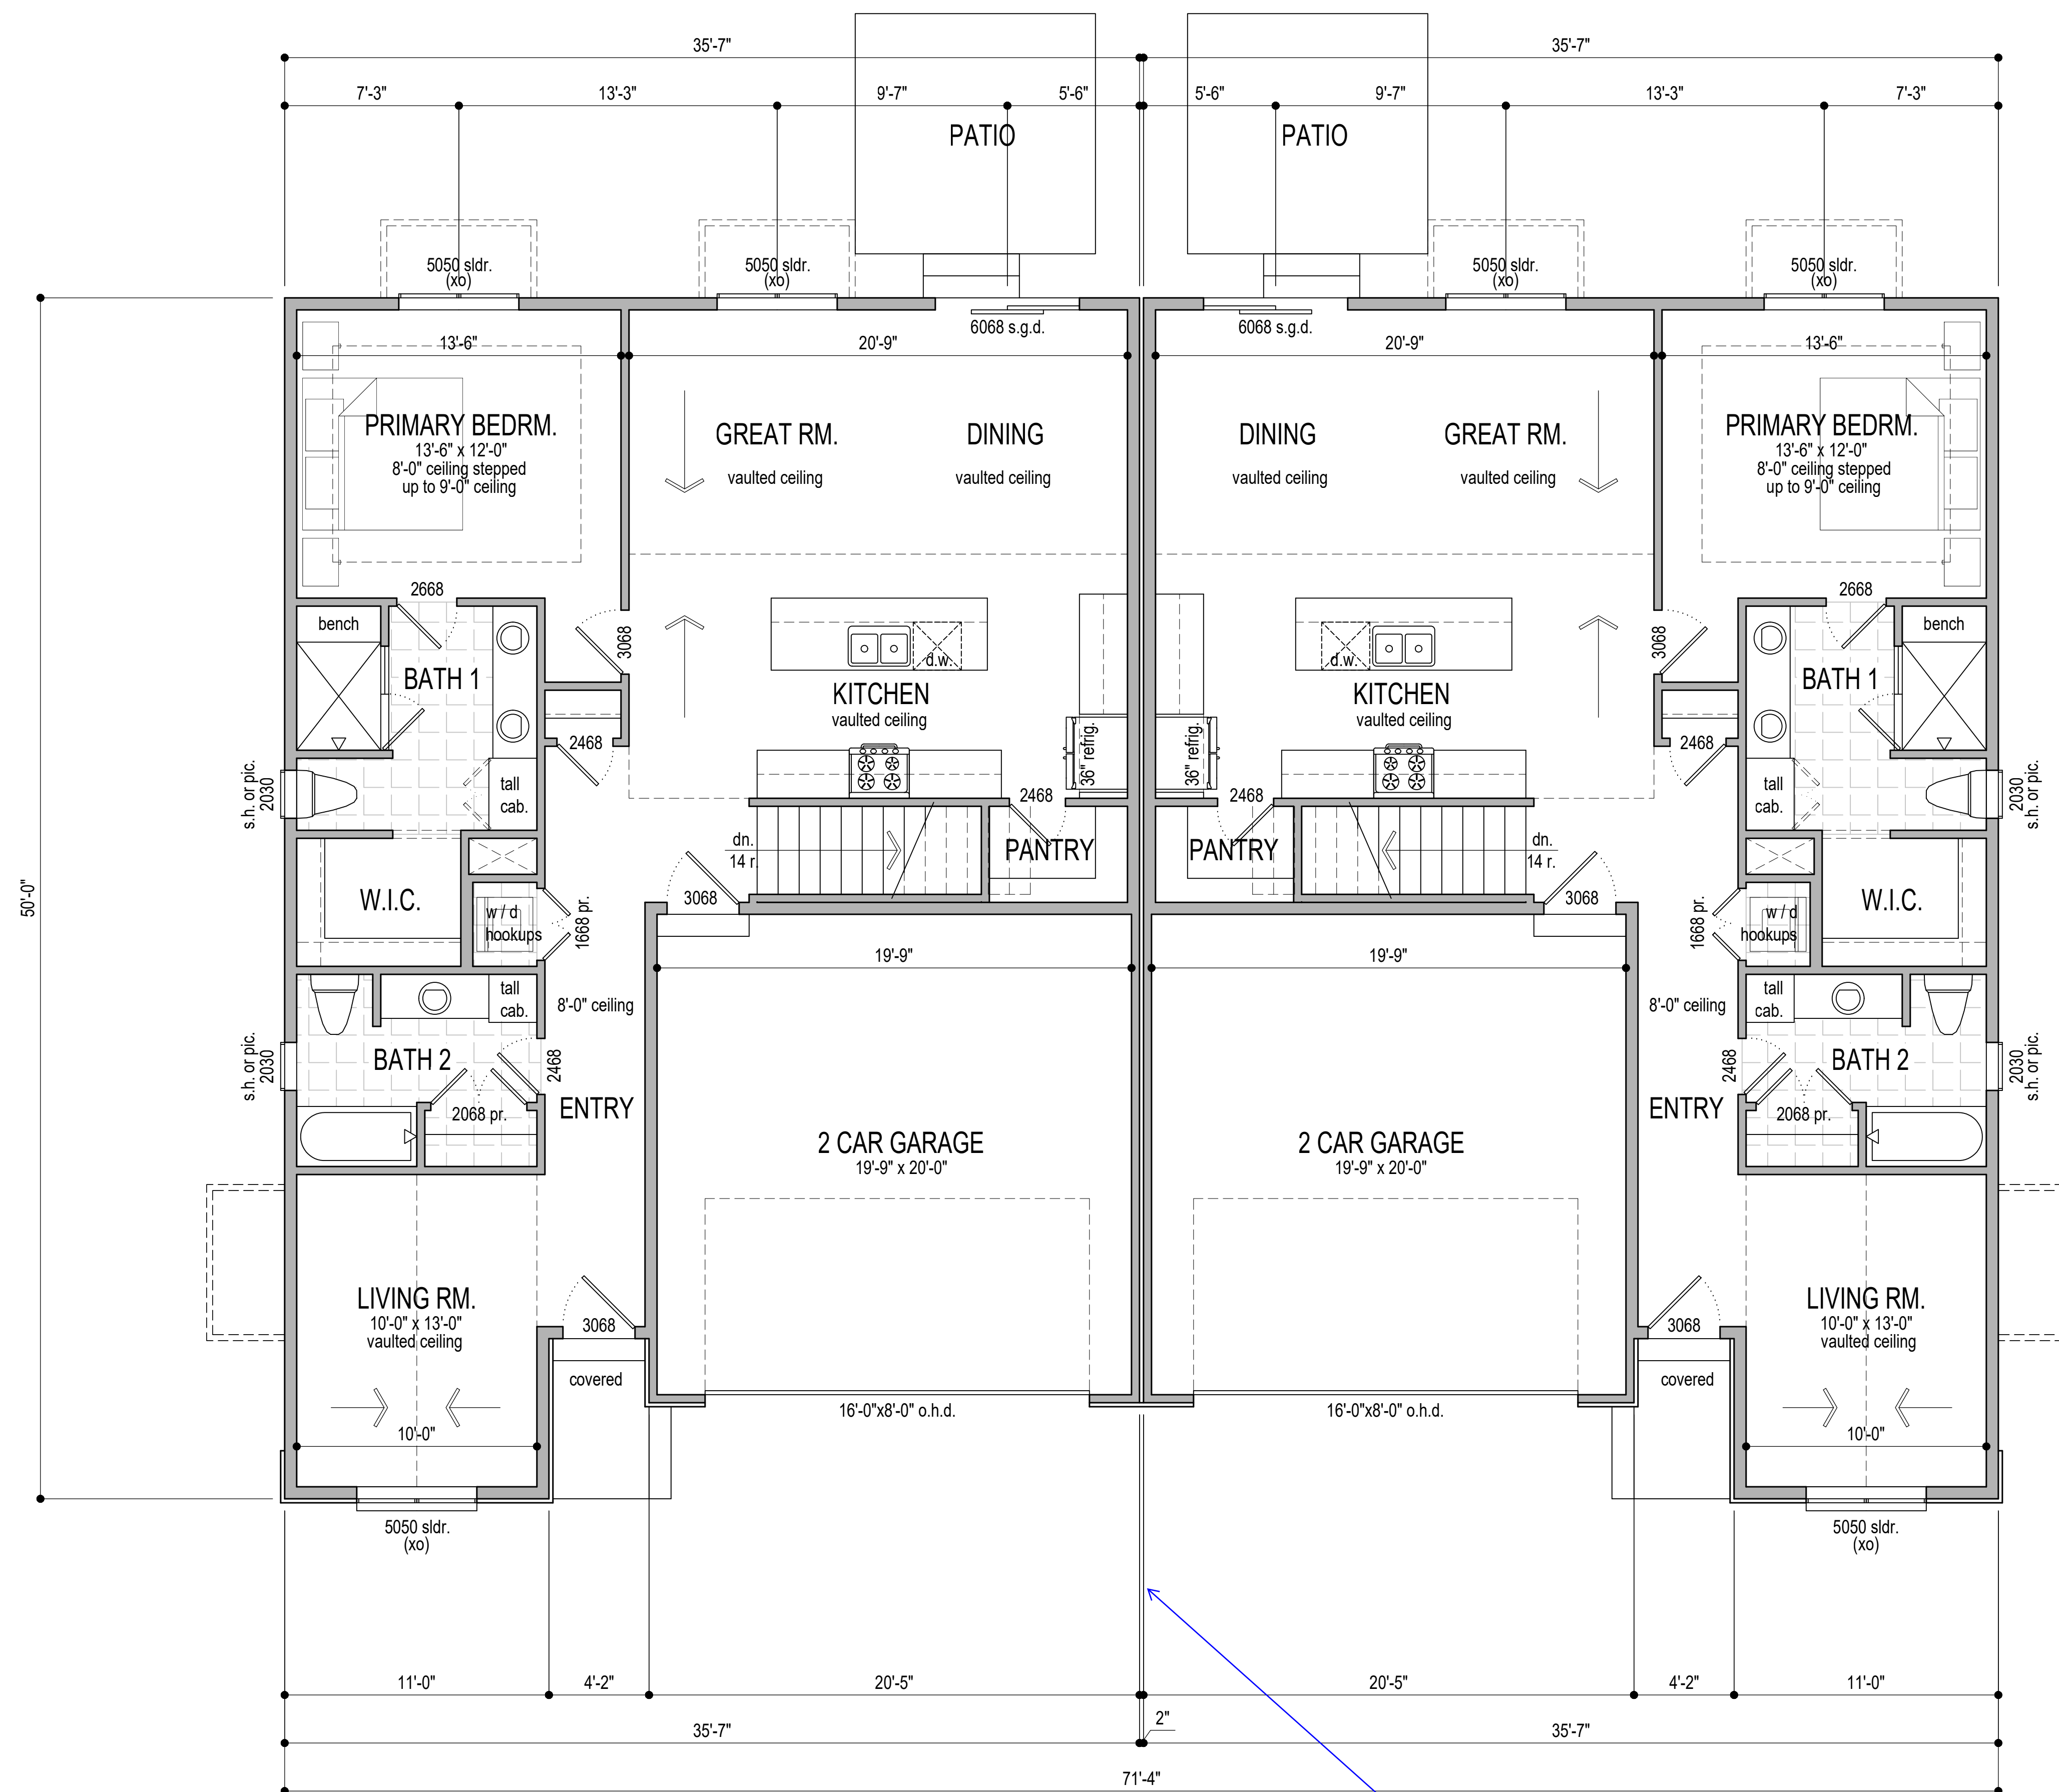 35'-7" 35'-7"
7'-3" 13'-3" 9'-7" 5'-6" 5'-6" 9'-7" 13'-3" 7'-3"
PATIO PATIO
5050 sldr. 5050 sldr. 5050 sldr. 5050 sldr.
(xo) (xo) (xo) (xo)
6068 s.g.d. 6068 s.g.d.
13'-6" 20'-9" 20'-9" 13'-6"
PRIMARY BEDRM. GREAT RM. DINING DINING GREAT RM. PRIMARY BEDRM.
13'-6" x 12'-0" 13'-6" x 12'-0"
8'-0" ceiling stepped vaulted ceiling vaulted ceiling vaulted ceiling vaulted ceiling 8'-0" ceiling stepped
up to 9'-0" ceiling up to 9'-0" ceiling
2668 2668
bench bench
3068 3068
d.w. d.w.
BATH 1 KITCHEN KITCHEN BATH 1
vaulted ceiling vaulted ceiling
2468 36" refrig. 36" refrig. 2468
s.h. or pic. s.h. or pic.
2030 2030
tall tall
cab. cab.
2468 2468
dn. PANTRY PANTRY dn.
14 r. 14 r.
W.I.C. 3068 3068 W.I.C.
w / d w / d
hookups 1668 pr. 1668 pr. hookups
19'-9" 19'-9"
tall tall
cab. 8'-0" ceiling 8'-0" ceiling cab.
s.h. or pic. s.h. or pic.
2030 2030
BATH 2 2468 2468 BATH 2
2068 pr. ENTRY ENTRY 2068 pr.
2 CAR GARAGE 2 CAR GARAGE
19'-9" x 20'-0" 19'-9" x 20'-0"
LIVING RM. LIVING RM.
10'-0" x 13'-0" 3068 3068 10'-0" x 13'-0"
vaulted ceiling vaulted ceiling
covered covered
16'-0"x8'-0" o.h.d. 16'-0"x8'-0" o.h.d.
10'-0" 10'-0"
5050 sldr. 5050 sldr.
(xo) (xo)
50'-0"
11'-0" 4'-2" 20'-5" 20'-5" 4'-2" 11'-0"
35'-7" 2" 35'-7"
71'-4"